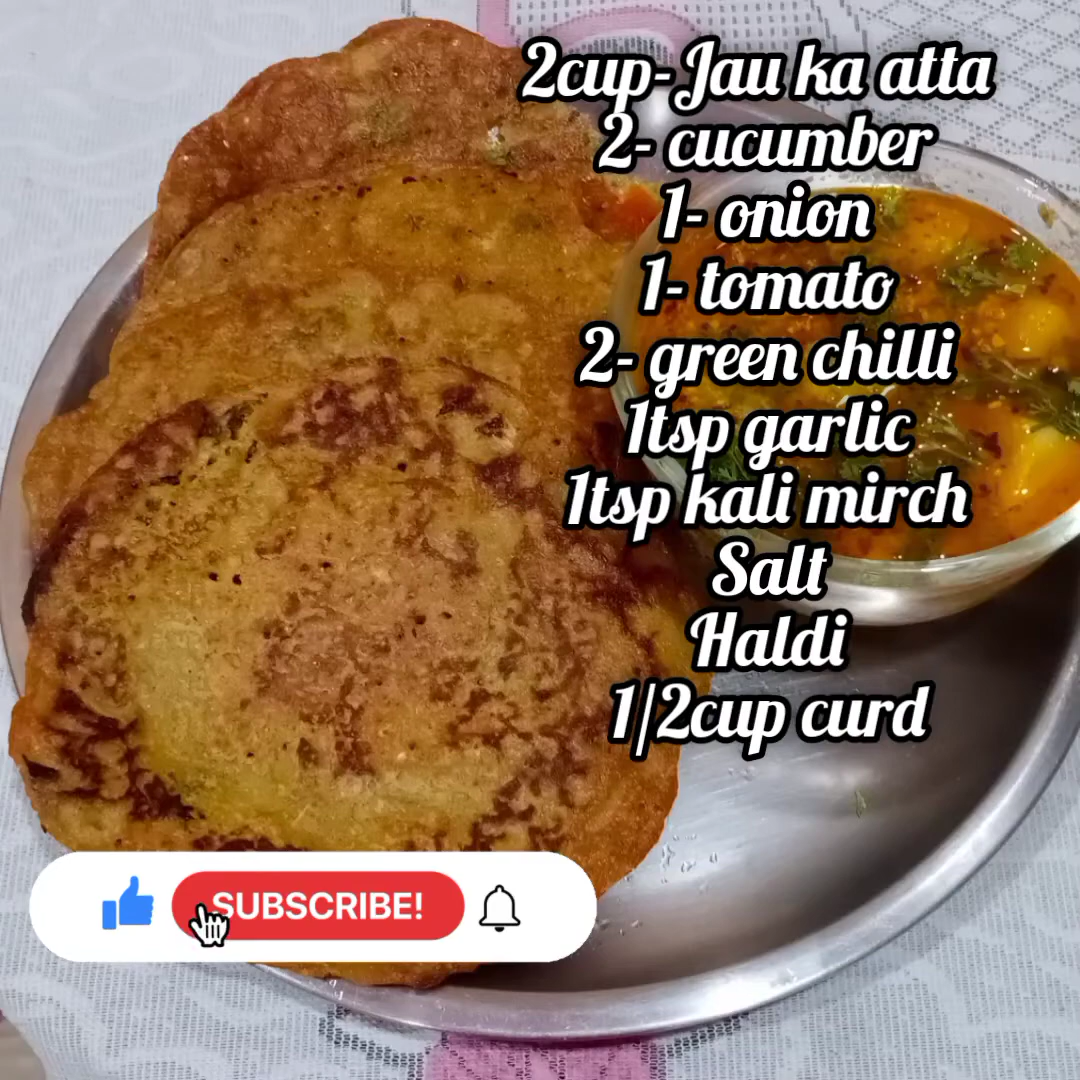 2cup-Jau ka atta
2- cucumber
1- onion
1- tomato
2- green chilli
1tsp garlic
1tsp kali mirch
Salt
Haldi
1/2cup curd
SUBSCRIBE!